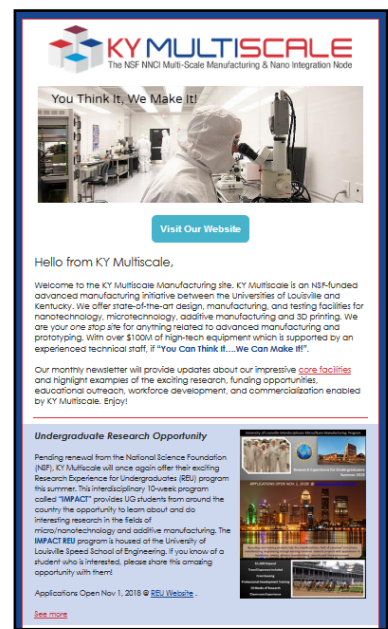 KY MULTISCALE
The NSF NNCI Multi-Scale Manufacturing & Nano Integration Node
You Think It, We Make It!
Visit Our Website
Hello from KY Multiscale,
Welcome to the KY Multiscale Manufacturing site. KY Multiscale is an NSF-funded
advanced manufacturing initiative between the Universities of Louisville and
Kentucky. We offer state-of-the-art design, manufacturing, and testing facilities for
nanotechnology, microtechnology, additive manufacturing and 3D printing. We
are your one stop site for anything related to advanced manufacturing and
prototyping. With over $100M of high-tech equipment which is supported by an
experienced technical staff, if "You Can Think It....We Can Make It!".
Our monthly newsletter will provide updates about our impressive core facilities
and highlight examples of the exciting research, funding opportunities,
educational outreach, workforce development, and commercialization enabled
by KY Multiscale. Enjoy!
Undergraduate Research Opportunity
Pending renewal from the National Science Foundation
(NSF), KY Multiscale will once again offer their exciting
Research Experience for Undergraduates (REU) program
this summer. This interdisciplinary 10-week program
called "IMPACT" provides UG students from around the
country the opportunity to learn about and do
interesting research in the fields of
micro/nanotechnology and additive manufacturing. The
IMPACT REU program is housed at the University of
Louisville Speed School of Engineering. If you know of a
student who is interested, please share this amazing
opportunity with them!
Applications Open Nov 1, 2018 @ REU Website .
See more
Research Experience for Undergraduates
Summer 2019
APPLICATIONS OPEN NOV 1, 2018 @